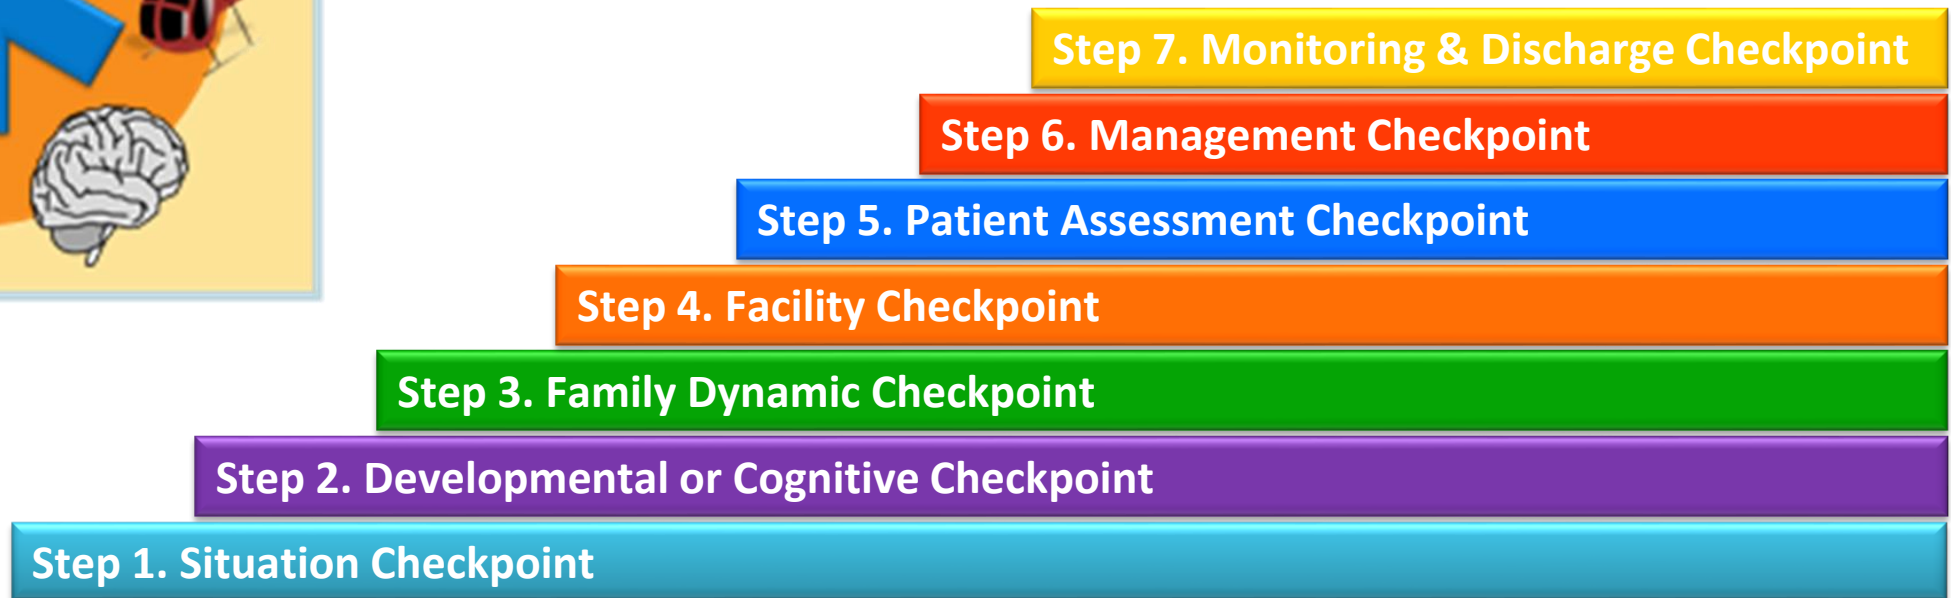 Step 7. Monitoring & Discharge Checkpoint
Step 6. Management Checkpoint
Step 5. Patient Assessment Checkpoint
Step 4. Facility Checkpoint
Step 3. Family Dynamic Checkpoint
Step 2. Developmental or Cognitive Checkpoint
Step 1. Situation Checkpoint